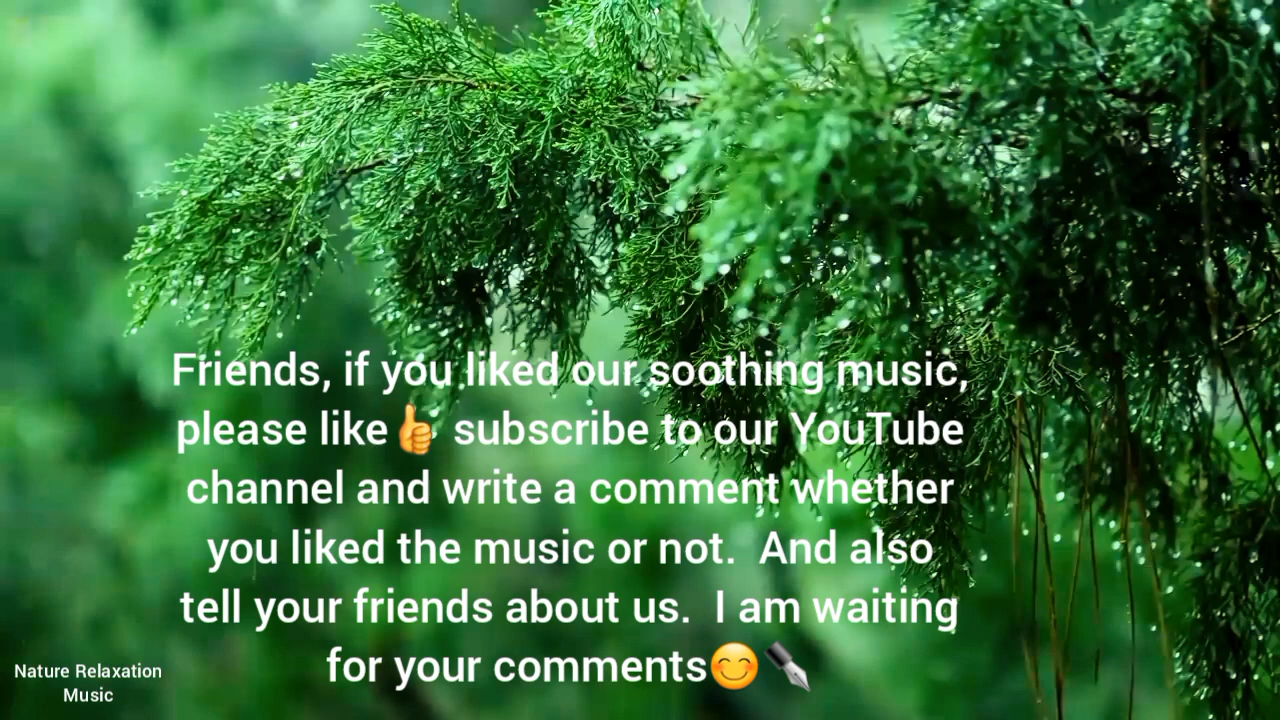 Friends, if you liked our soothing music,
please like👍 subscribe to our YouTube
channel and write a comment whether
you liked the music or not.  And also
tell your friends about us.  I am waiting
for your comments😊✒️
Nature Relaxation
Music